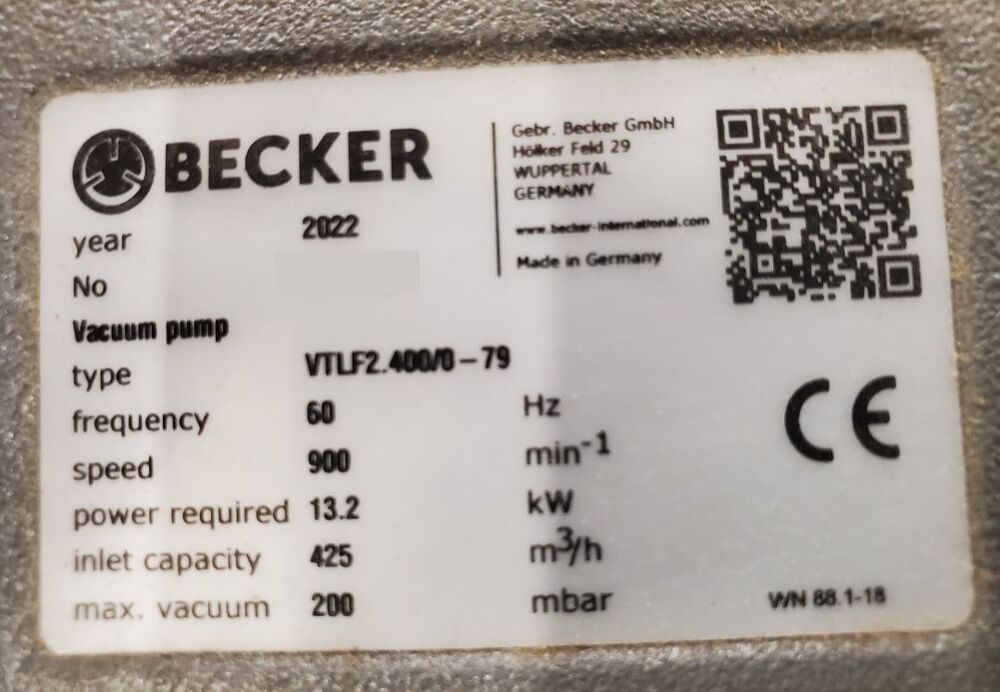 BECKER
Gebr. Becker GmbH
Hölker Feld 29
WUPPERTAL
GERMANY
www.becker-international.com
Made in Germany
year 2022
No
Vacuum pump
type VTLF2.400/0-79
frequency 60 Hz
speed 900 min-1
power required 13.2 kW
inlet capacity 425 m3/h
max. vacuum 200 mbar
CE
WN 88.1-18